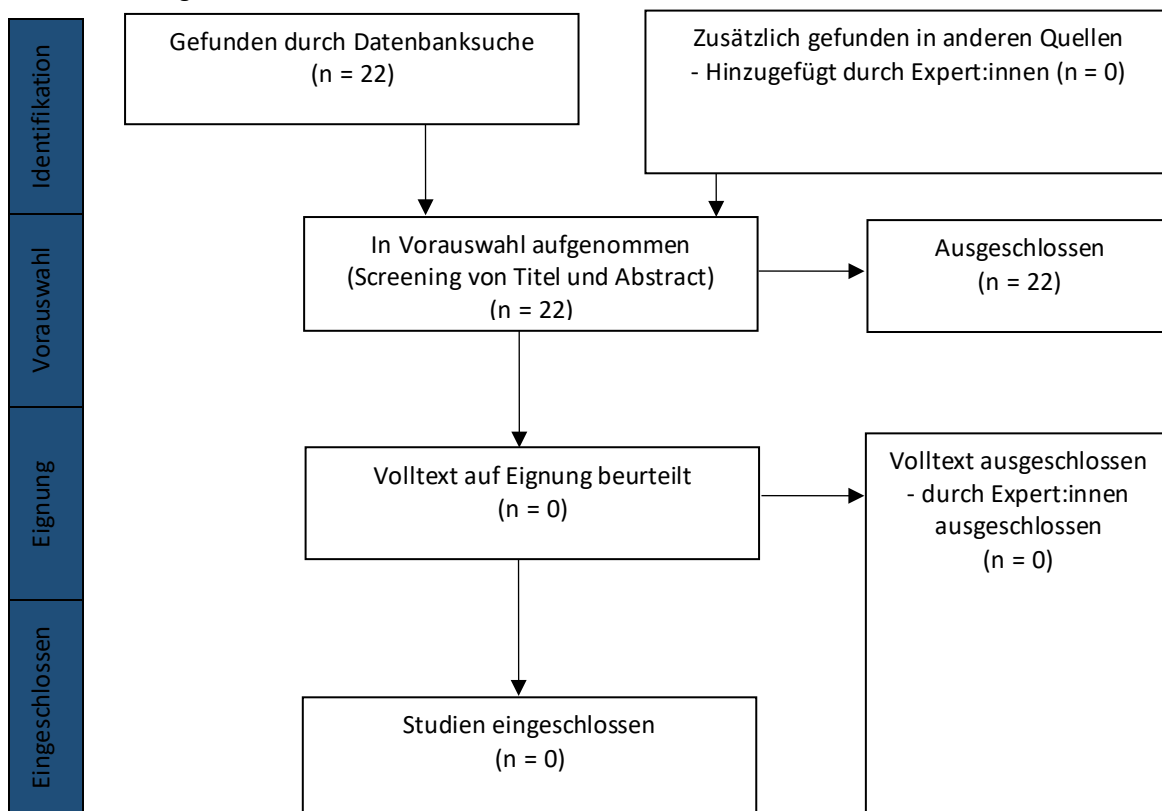 Identifikation
Gefunden durch Datenbanksuche
(n = 22)
Zusätzlich gefunden in anderen Quellen
- Hinzugefügt durch Expert:innen (n = 0)
Vorauswahl
In Vorauswahl aufgenommen
(Screening von Titel und Abstract)
(n = 22)
Ausgeschlossen
(n = 22)
Eignung
Volltext auf Eignung beurteilt
(n = 0)
Volltext ausgeschlossen
- durch Expert:innen
ausgeschlossen
(n = 0)
Eingeschlossen
Studien eingeschlossen
(n = 0)